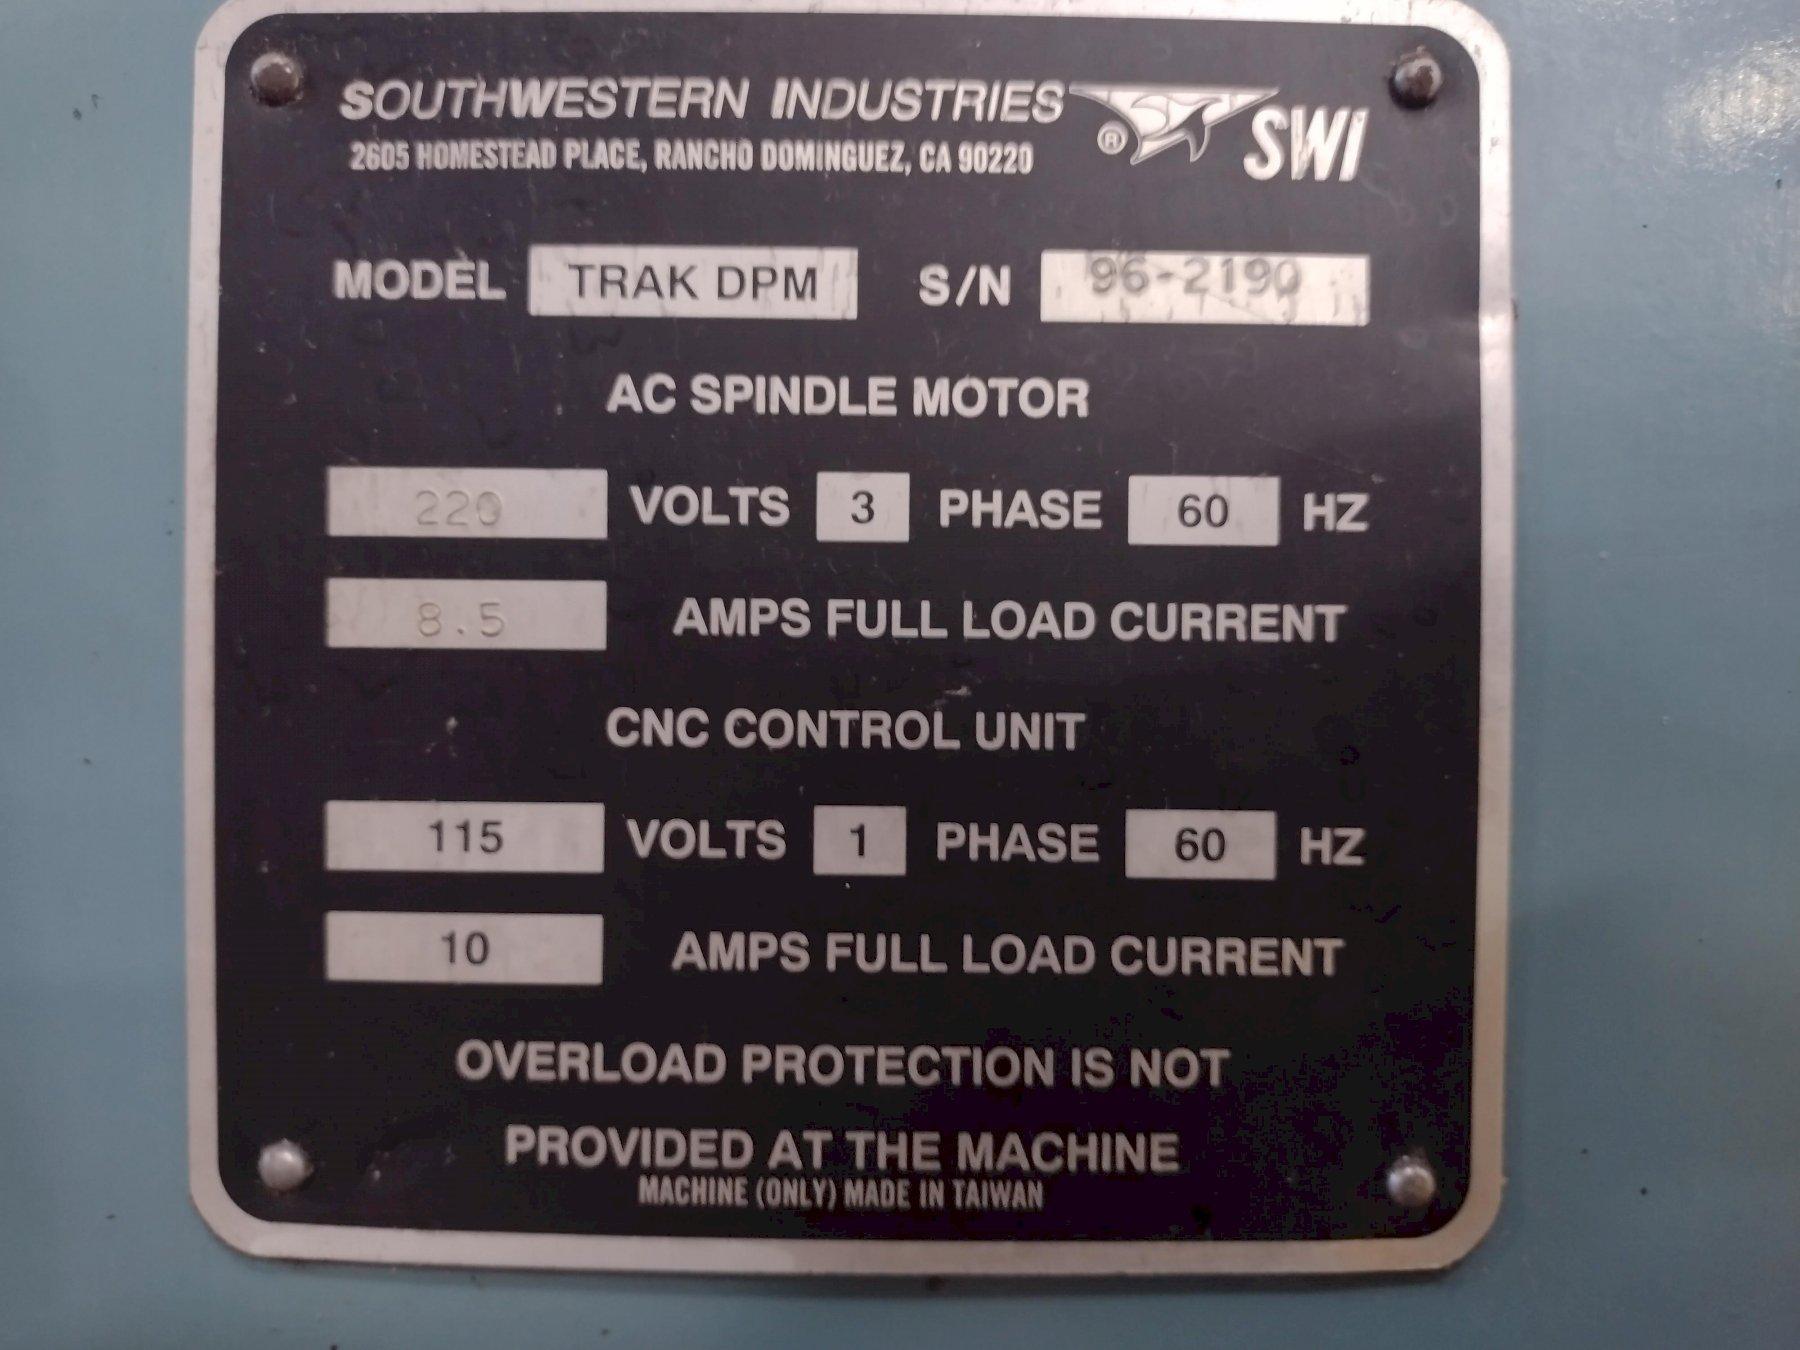 SOUTHWESTERN INDUSTRIES ® SWI
2605 HOMESTEAD PLACE, RANCHO DOMINGUEZ, CA 90220
MODEL TRAK DPM S/N 96-2190
AC SPINDLE MOTOR
220 VOLTS 3 PHASE 60 HZ
8.5 AMPS FULL LOAD CURRENT
CNC CONTROL UNIT
115 VOLTS 1 PHASE 60 HZ
10 AMPS FULL LOAD CURRENT
OVERLOAD PROTECTION IS NOT
PROVIDED AT THE MACHINE
MACHINE (ONLY) MADE IN TAIWAN